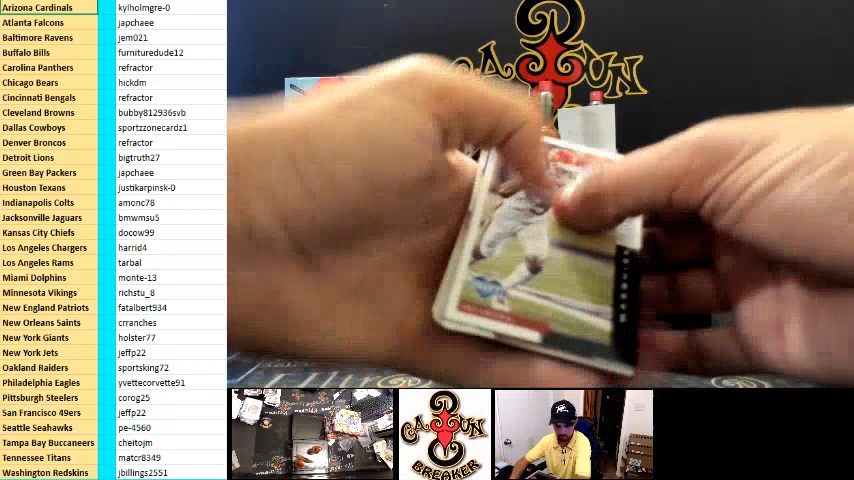 Arizona Cardinals kylholmgre-0
Atlanta Falcons japchaee
Baltimore Ravens jem021
Buffalo Bills furnituredude12
Carolina Panthers refractor
Chicago Bears hickdm
Cincinnati Bengals refractor
Cleveland Browns bubby812936svb
Dallas Cowboys sportzzonecardz1
Denver Broncos refractor
Detroit Lions bigtruth27
Green Bay Packers japchaee
Houston Texans justikarpinsk-0
Indianapolis Colts amonc78
Jacksonville Jaguars bmwmsu5
Kansas City Chiefs docow99
Los Angeles Chargers harrid4
Los Angeles Rams tarbal
Miami Dolphins monte-13
Minnesota Vikings richstu_8
New England Patriots fatalbert934
New Orleans Saints crranches
New York Giants holster77
New York Jets jeffp22
Oakland Raiders sportsking72
Philadelphia Eagles yvettecorvette91
Pittsburgh Steelers corog25
San Francisco 49ers jeffp22
Seattle Seahawks pe-4560
Tampa Bay Buccaneers cheitojm
Tennessee Titans matcr8349
Washington Redskins jbillings2551
CAJUN
CAJUN
BREAKER